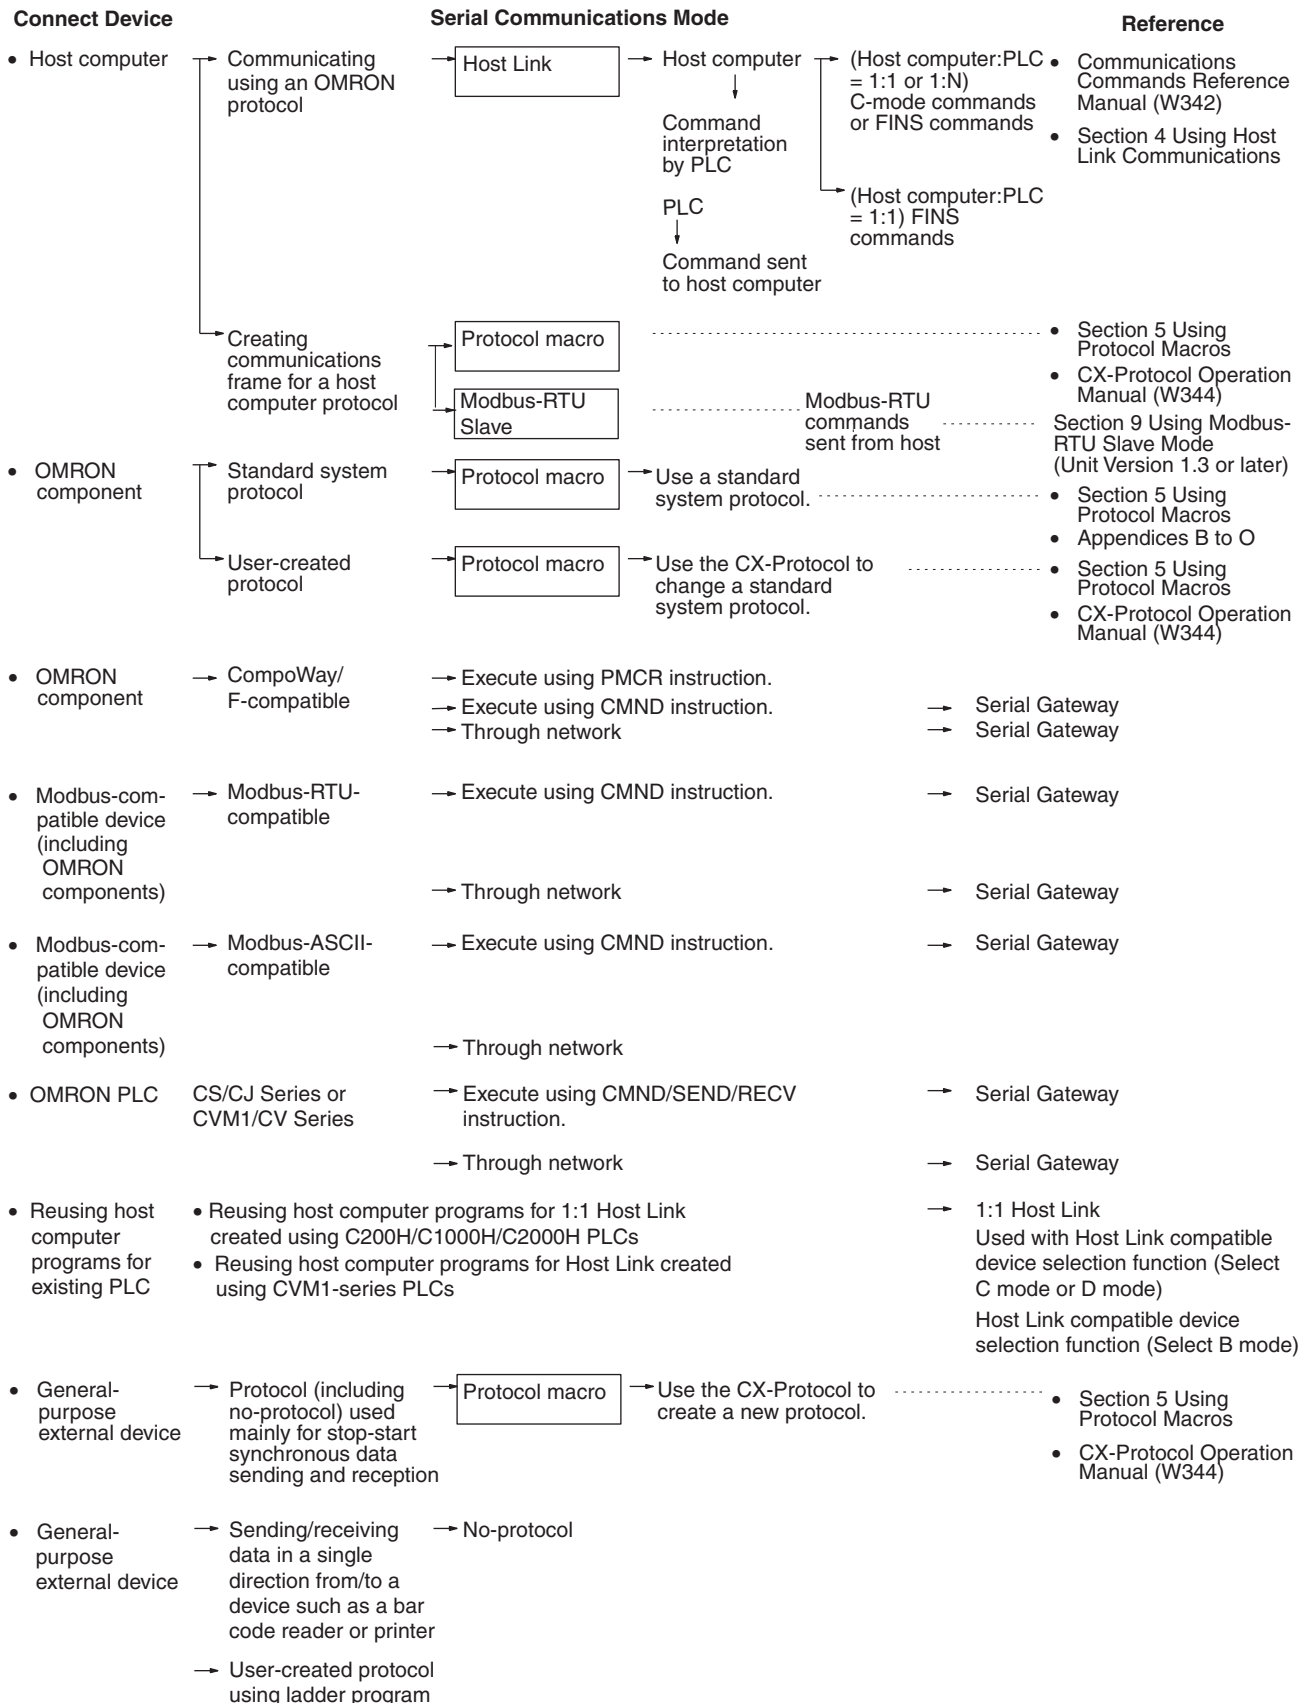 Connect Device
Serial Communications Mode
Reference
• Host computer
Communicating
using an OMRON
protocol
Host Link
Host computer
Command
interpretation
by PLC
PLC
Command sent
to host computer
(Host computer:PLC
= 1:1 or 1:N)
C-mode commands
or FINS commands
(Host computer:PLC
= 1:1) FINS
commands
• Communications
Commands Reference
Manual (W342)
• Section 4 Using Host
Link Communications
Creating
communications
frame for a host
computer protocol
Protocol macro
• Section 5 Using
Protocol Macros
• CX-Protocol Operation
Manual (W344)
Modbus-RTU
Slave
Modbus-RTU
commands
sent from host
Section 9 Using Modbus-
RTU Slave Mode
(Unit Version 1.3 or later)
• OMRON
component
Standard system
protocol
Protocol macro
Use a standard
system protocol.
• Section 5 Using
Protocol Macros
• Appendices B to O
User-created
protocol
Protocol macro
Use the CX-Protocol to
change a standard
system protocol.
• Section 5 Using
Protocol Macros
• CX-Protocol Operation
Manual (W344)
• OMRON
component
CompoWay/
F-compatible
Execute using PMCR instruction.
Execute using CMND instruction.
Serial Gateway
Through network
Serial Gateway
• Modbus-com-
patible device
(including
OMRON
components)
Modbus-RTU-
compatible
Execute using CMND instruction.
Serial Gateway
Through network
Serial Gateway
• Modbus-com-
patible device
(including
OMRON
components)
Modbus-ASCII-
compatible
Execute using CMND instruction.
Serial Gateway
Through network
• OMRON PLC
CS/CJ Series or
CVM1/CV Series
Execute using CMND/SEND/RECV
instruction.
Serial Gateway
Through network
Serial Gateway
• Reusing host
computer
programs for
existing PLC
• Reusing host computer programs for 1:1 Host Link
created using C200H/C1000H/C2000H PLCs
• Reusing host computer programs for Host Link created
using CVM1-series PLCs
1:1 Host Link
Used with Host Link compatible
device selection function (Select
C mode or D mode)
Host Link compatible device
selection function (Select B mode)
• General-
purpose
external device
Protocol (including
no-protocol) used
mainly for stop-start
synchronous data
sending and reception
Protocol macro
Use the CX-Protocol to
create a new protocol.
• Section 5 Using
Protocol Macros
• CX-Protocol Operation
Manual (W344)
• General-
purpose
external device
Sending/receiving
data in a single
direction from/to a
device such as a bar
code reader or printer
No-protocol
User-created protocol
using ladder program